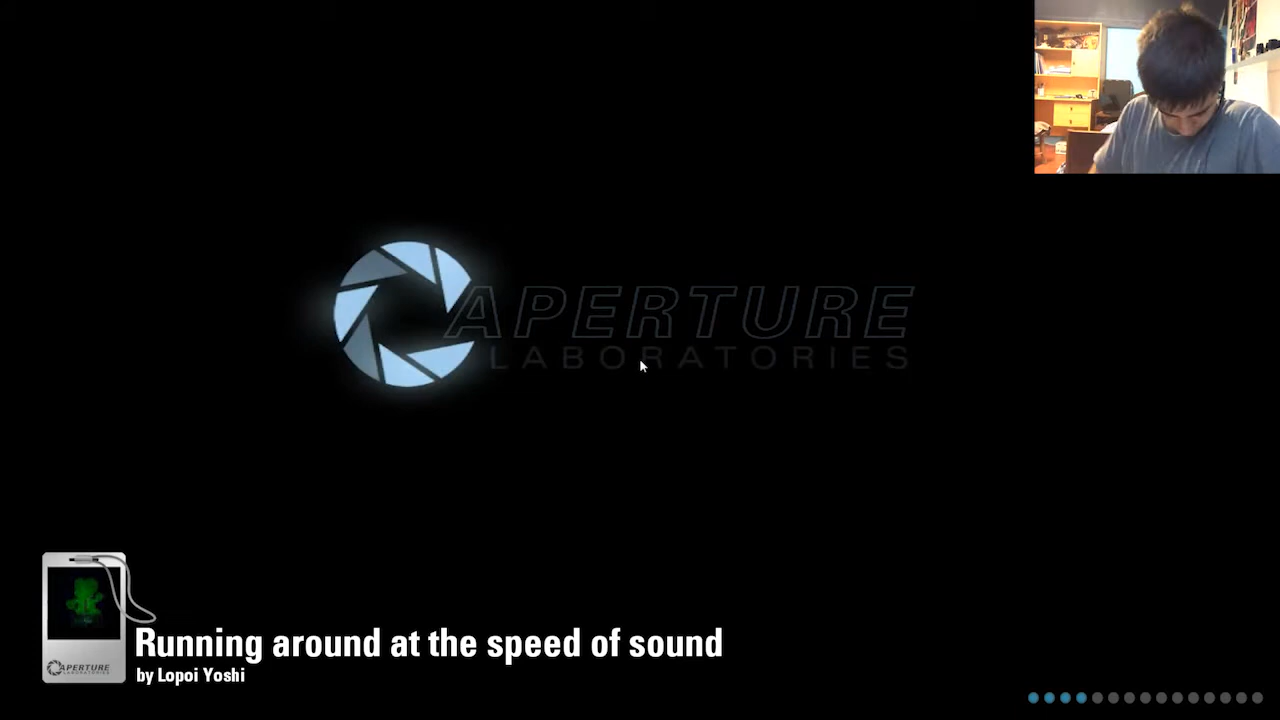 APERTURE
LABORATORIES
Running around at the speed of sound
by Lopoi Yoshi
APERTURE
LABORATORIES